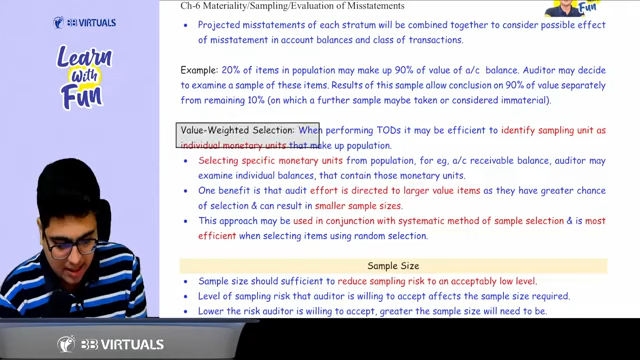 BB VIRTUALS
Learn
With
Fun
Fun
Ch-6 Materiality/Sampling/Evaluation of Misstatements
• Projected misstatements of each stratum will be combined together to consider possible effect
of misstatement in account balances and class of transactions.
Example: 20% of items in population may make up 90% of value of a/c balance. Auditor may decide
to examine a sample of these items. Results of this sample allow conclusion on 90% of value separately
from remaining 10% (on which a further sample maybe taken or considered immaterial).
Value-Weighted Selection: When performing TODs it may be efficient to identify sampling unit as
individual monetary units that make up population.
• Selecting specific monetary units from population, for eg, a/c receivable balance, auditor may
examine individual balances, that contain those monetary units.
• One benefit is that audit effort is directed to larger value items as they have greater chance
of selection & can result in smaller sample sizes.
• This approach may be used in conjunction with systematic method of sample selection & is most
efficient when selecting items using random selection.
Sample Size
• Sample size should sufficient to reduce sampling risk to an acceptably low level.
• Level of sampling risk that auditor is willing to accept affects the sample size required.
• Lower the risk auditor is willing to accept, greater the sample size will need to be.
BB VIRTUALS